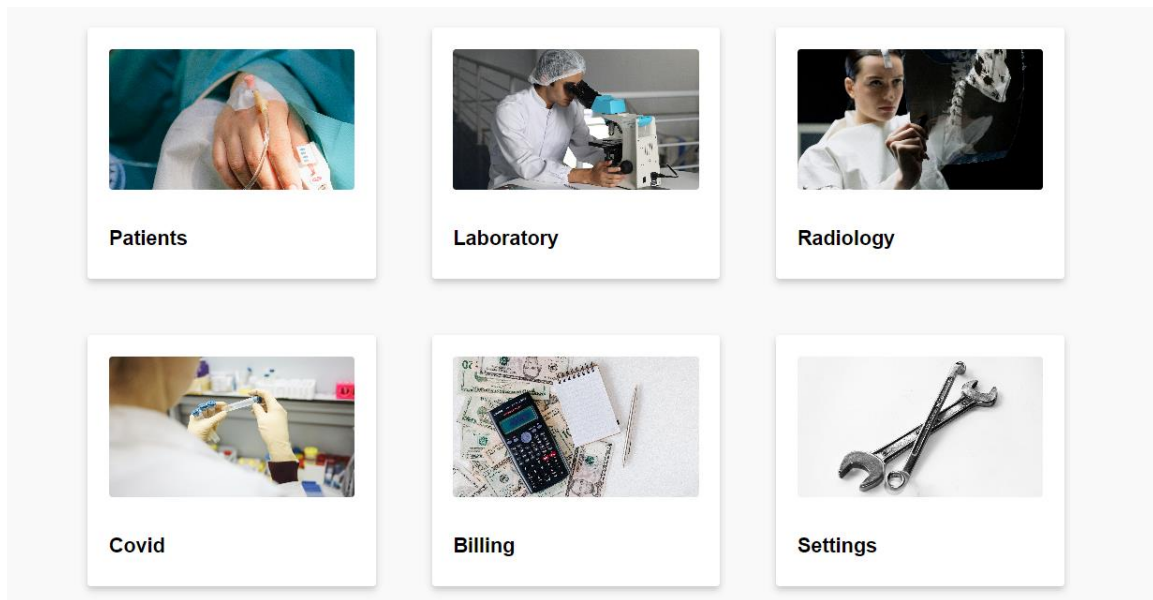 Patients
Laboratory
Radiology
Covid
Billing
Settings